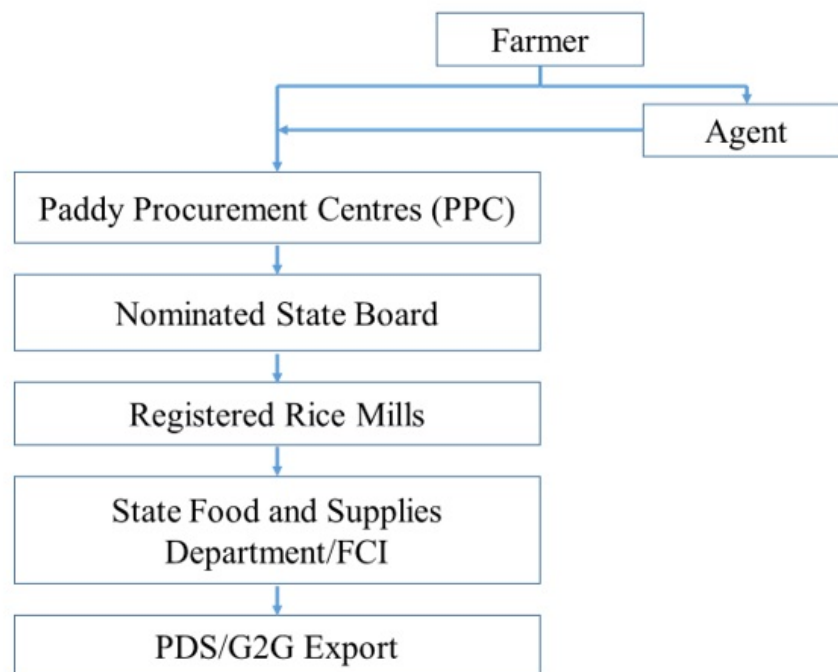 Farmer
Agent
Paddy Procurement Centres (PPC)
Nominated State Board
Registered Rice Mills
State Food and Supplies
Department/FCI
PDS/G2G Export